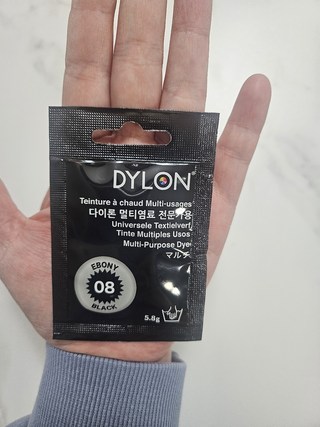 DYLON
Teinture à chaud Multi-usages
다이론 멀티염료 전문가용
Universele Textielverf
Tinte Multiples Usos
Multi-Purpose Dye
マルチ
EBONY
08
BLACK
5.8g